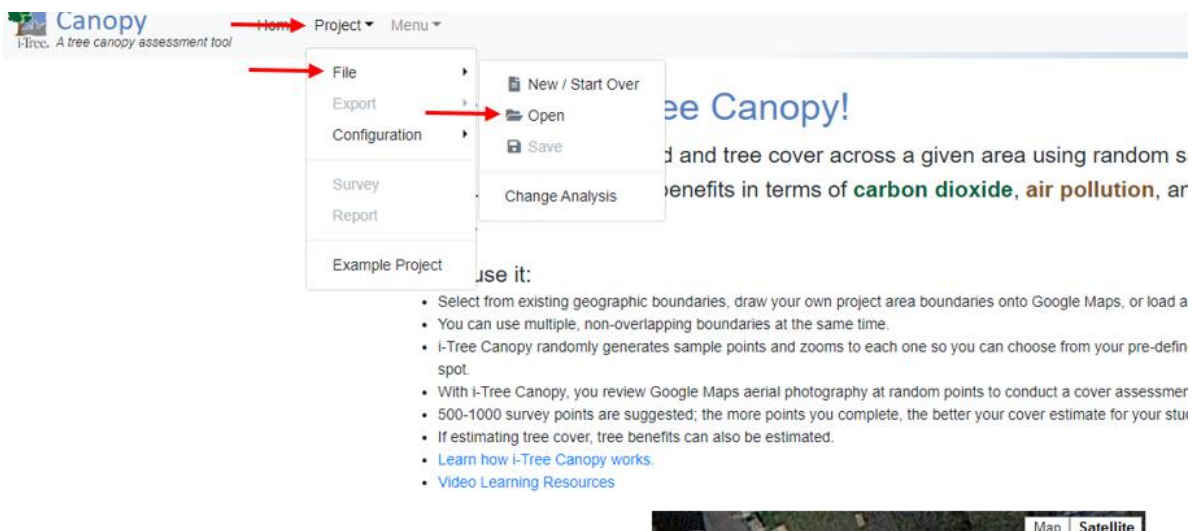 Canopy
i-Tree. A tree canopy assessment tool
Project Menu
File
Export
Configuration
Survey
Report
Example Project
New / Start Over
Open
Save
Change Analysis
ee Canopy!
d and tree cover across a given area using random
benefits in terms of carbon dioxide, air pollution,
use it:
Select from existing geographic boundaries, draw your own project area boundaries onto Google Maps, or load a
You can use multiple, non-overlapping boundaries at the same time.
i-Tree Canopy randomly generates sample points and zooms to each one so you can choose from your
spot.
With i-Tree Canopy, you review Google Maps aerial photography at random points to conduct a cover
500-1000 survey points are suggested; the more points you complete, the better your cover estimate for your
If estimating tree cover, tree benefits can also be estimated.
Learn how i-Tree Canopy works.
Video Learning Resources
Map Satellite